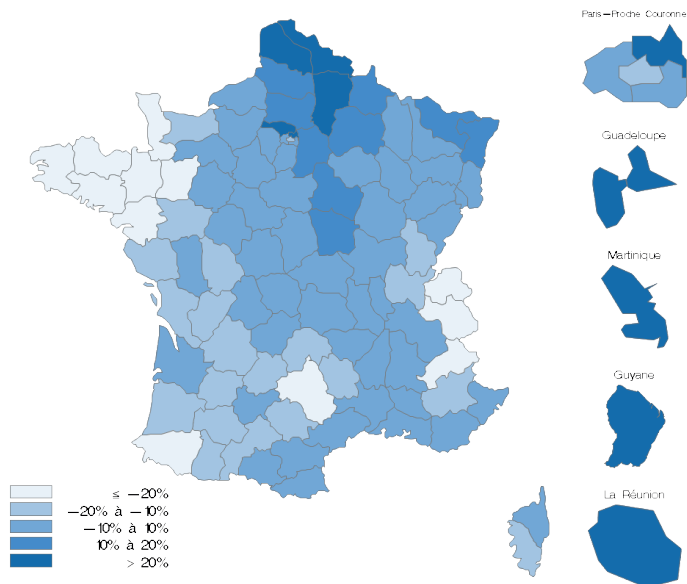 Paris-Proche Couronne
Guadeloupe
Martinique
Guyane
La Réunion
≤ -20%
-20% à -10%
-10% à 10%
10% à 20%
> 20%